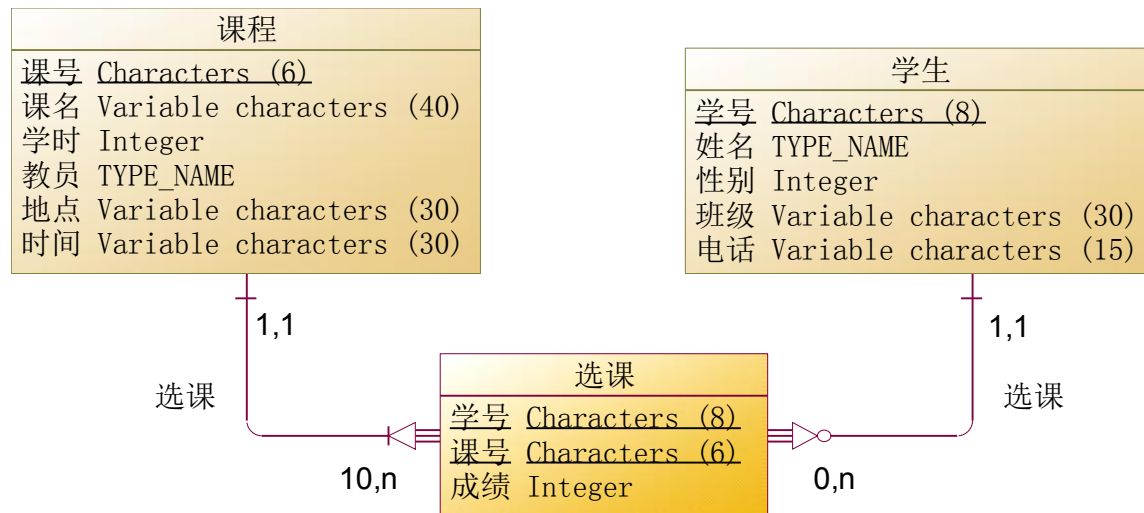 课程
课号 Characters (6)
课名 Variable characters (40)
学时 Integer
教员 TYPE_NAME
地点 Variable characters (30)
时间 Variable characters (30)
学生
学号 Characters (8)
姓名 TYPE_NAME
性别 Integer
班级 Variable characters (30)
电话 Variable characters (15)
1,1
1,1
选课
选课
选课
学号 Characters (8)
课号 Characters (6)
成绩 Integer
10,n
0,n